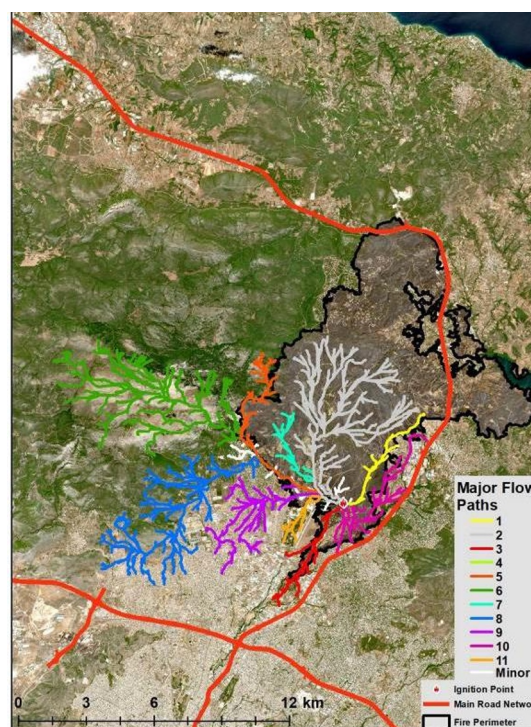 Major Flow
Paths
1
2
3
4
5
6
7
8
9
10
11
Minor
Ignition Point
Main Road Netw
Fire Perimeter
0 3 6 12 km